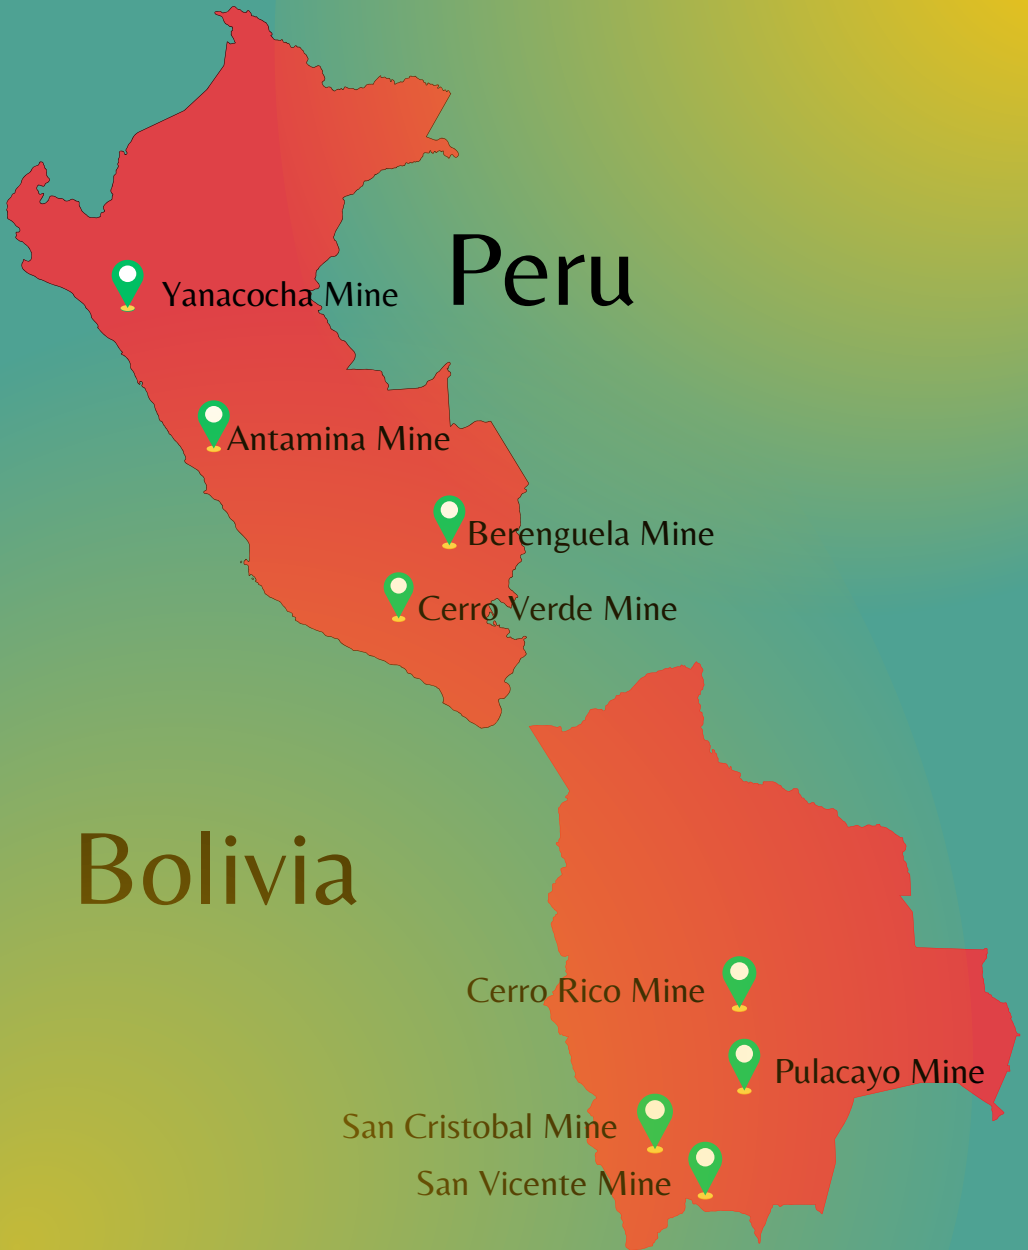 Peru
Yanacocha Mine
Antamina Mine
Berenguela Mine
Cerro Verde Mine
Bolivia
Cerro Rico Mine
Pulacayo Mine
San Cristobal Mine
San Vicente Mine